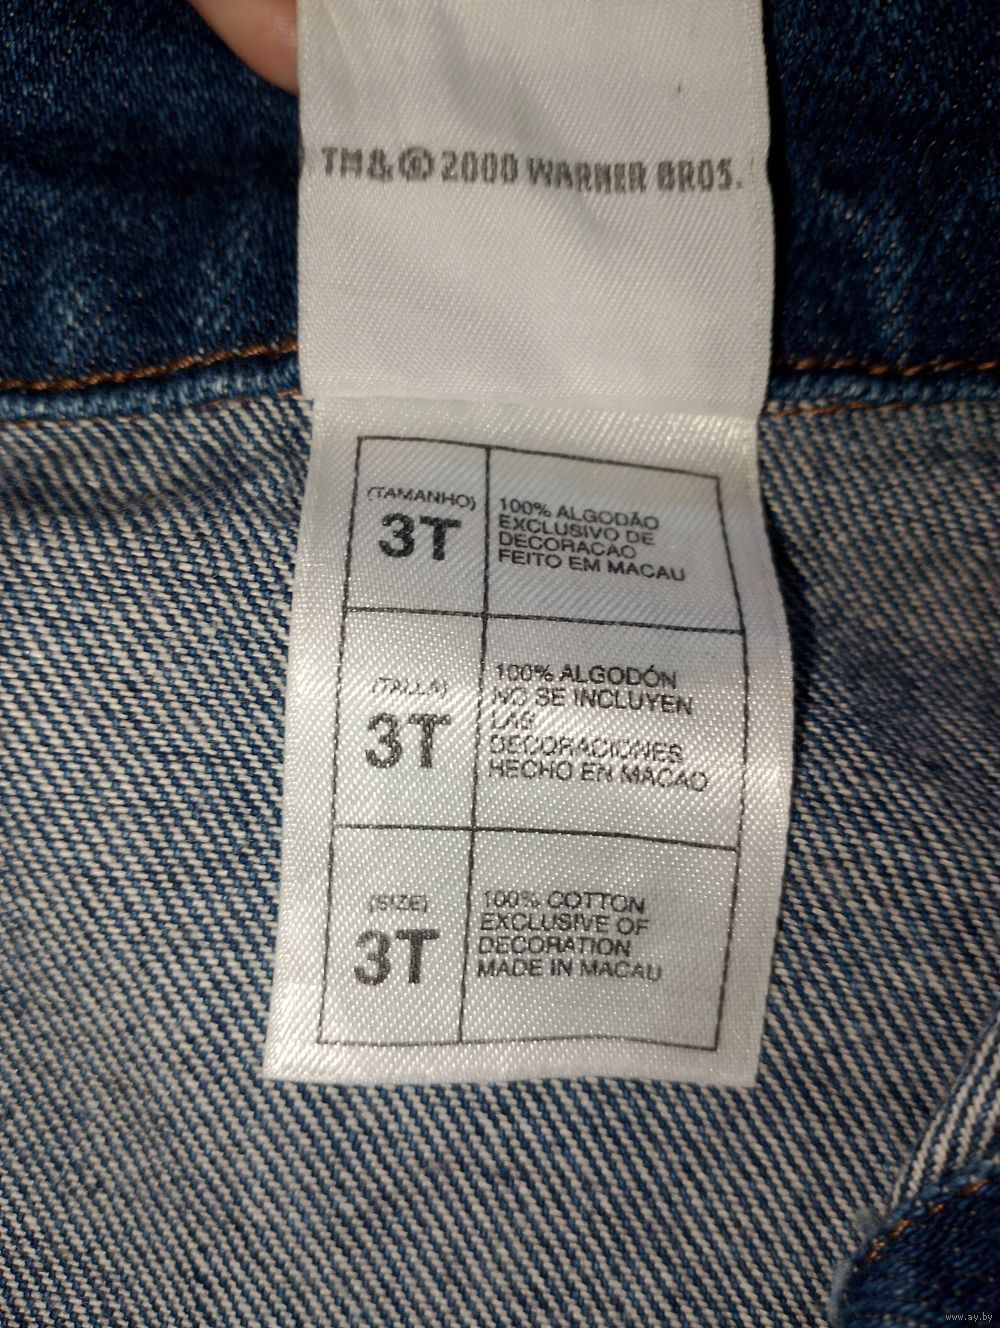 TM & © 2000 WARNER BROS.
(TAMANHO)
3T
100% ALGODÃO
EXCLUSIVO DE
DECORACAO
FEITO EM MACAU
(TALLA)
3T
100% ALGODÓN
NO SE INCLUYEN
LAS
DECORACIONES
HECHO EN MACAO
(SIZE)
3T
100% COTTON
EXCLUSIVE OF
DECORATION
MADE IN MACAU
www.ay.by